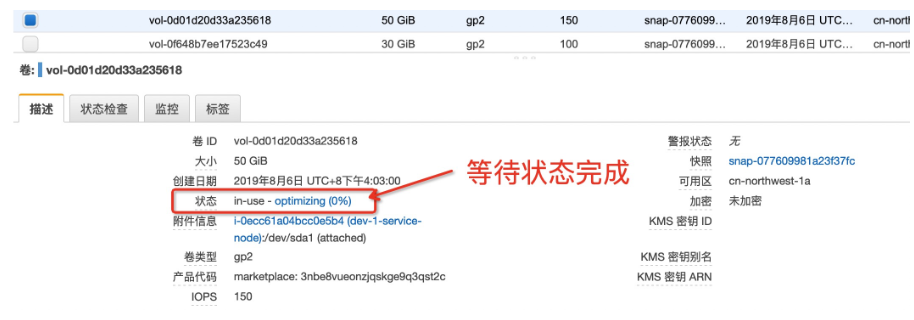 vol-0d01d20d33a235618 50 GiB gp2 150 snap-0776099... 2019年8月6日 UTC... cn-north
vol-0f648b7ee17523c49 30 GiB gp2 100 snap-0776099... 2019年8月6日 UTC... cn-north
卷: vol-0d01d20d33a235618
描述 状态检查 监控 标签
卷 ID vol-0d01d20d33a235618 警报状态 无
大小 50 GiB 快照 snap-077609981a23f37fc
创建日期 2019年8月6日 UTC+8下午4:03:00 可用区 cn-northwest-1a
状态 in-use - optimizing (0%) 加密 未加密
等待状态完成
附件信息 i-0ecc61a04bcc0e5b4 (dev-1-service- KMS 密钥 ID
node):/dev/sda1 (attached)
卷类型 gp2 KMS 密钥别名
产品代码 marketplace: 3nbe8vueonzjqskge9q3qst2c KMS 密钥 ARN
IOPS 150